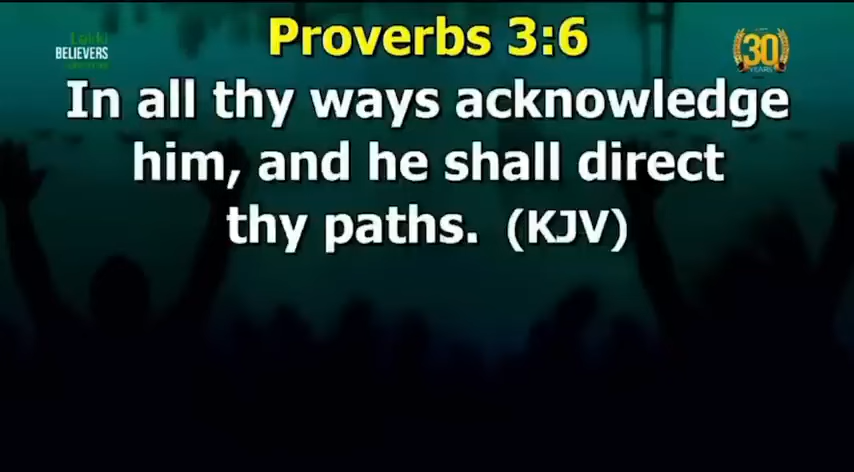 Proverbs 3:6
Lekki
BELIEVERS
30
YEARS
In all thy ways acknowledge
him, and he shall direct
thy paths. (KJV)